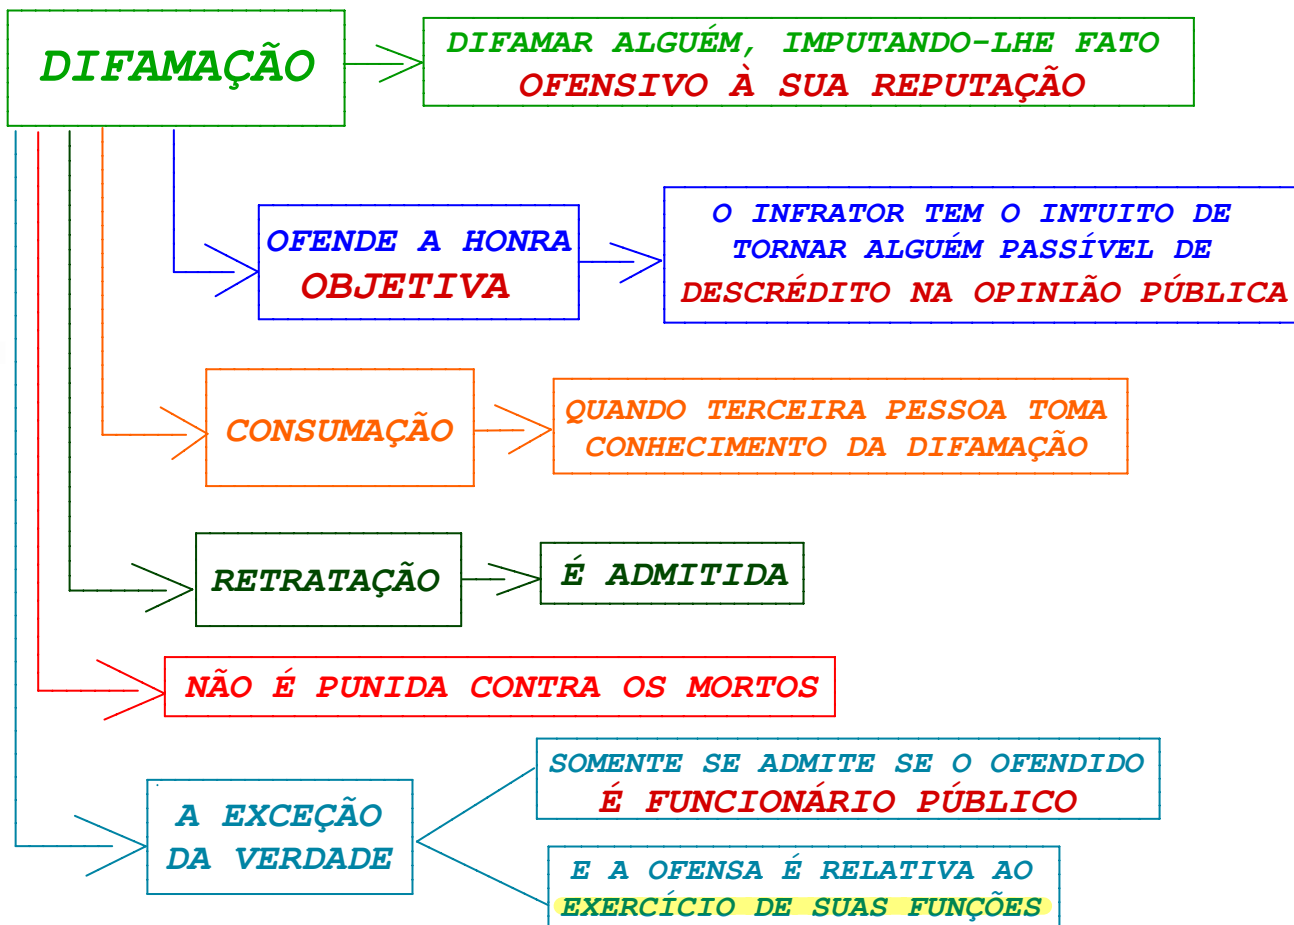 DIFAMAÇÃO
DIFAMAR ALGUÉM, IMPUTANDO-LHE FATO
OFENSIVO À SUA REPUTAÇÃO
OFENDE A HONRA
OBJETIVA
O INFRATOR TEM O INTUITO DE
TORNAR ALGUÉM PASSÍVEL DE
DESCRÉDITO NA OPINIÃO PÚBLICA
CONSUMAÇÃO
QUANDO TERCEIRA PESSOA TOMA
CONHECIMENTO DA DIFAMAÇÃO
RETRATAÇÃO
É ADMITIDA
NÃO É PUNIDA CONTRA OS MORTOS
A EXCEÇÃO
DA VERDADE
SOMENTE SE ADMITE SE O OFENDIDO
É FUNCIONÁRIO PÚBLICO
E A OFENSA É RELATIVA AO
EXERCÍCIO DE SUAS FUNÇÕES